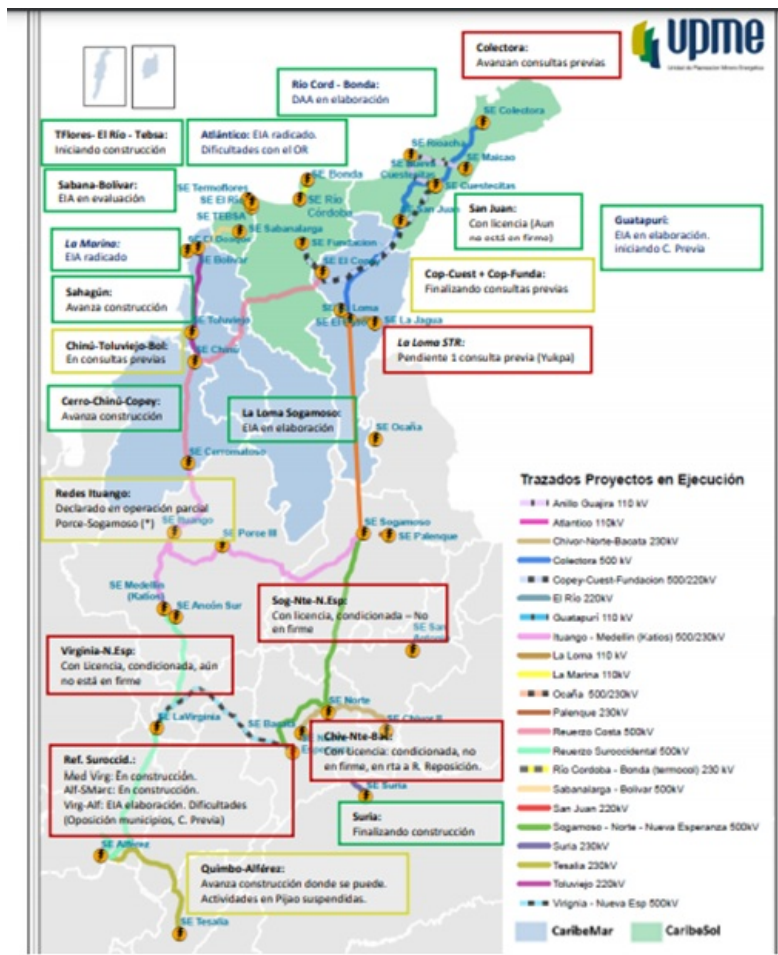 upme
Unidad de Planeación Minero Energética
Colectora:
Avanzan consultas previas
Río Cord - Bonda:
DAA en elaboración
SE Colectora
TFlores- El Río - Tebsa:
Iniciando construcción
Atlántico: EIA radicado.
Dificultades con el OR
SE Maicao
SE Cuestecitas
Sabana-Bolívar:
EIA en evaluación
SE Termoflores
SE Bonda
SE Río
Córdoba
SE TEBSA
SE Sabanalarga
San Juan:
Con licencia (Aun
no está en firme)
Guatapurí:
EIA en elaboración.
iniciando C. Previa
La Marina:
EIA radicado
SE El Bosque
SE Bolívar
SE Fundacion
SE El Copey
Cop-Cuest + Cop-Funda:
Finalizando consultas previas
Sahagún:
Avanza construcción
SE Toluviejo
SE La Jagua
Chinú-Toluviejo-Bol:
En consultas previas
SE Chinú
La Loma STR:
Pendiente 1 consulta previa (Yukpa)
Cerro-Chinú-Copey:
Avanza construcción
La Loma Sogamoso:
EIA en elaboración
SE Ocaña
SE Cerromatoso
Redes Ituango:
Declarado en operación parcial
Porce-Sogamoso (*)
SE Ituango
SE Porce III
SE Sogamoso
SE Palenque
SE Medellín
(Katios)
SE Ancón Sur
Sog-Nte-N.Esp:
Con licencia, condicionada – No
en firme
SE San
Antonio
Virginia-N.Esp:
Con Licencia, condicionada, aún
no está en firme
SE LaVirginia
SE Norte
SE Bacatá
SE Chivor II
Chiv-Nte-Bac:
Con Licencia: condicionada, no
en firme, en rta a R. Reposición.
Ref. Suroccid.:
Med Virg: En construcción.
Alf-SMarc: En construcción.
Virg-Alf: EIA elaboración. Dificultades
(Oposición municipios, C. Previa)
SE Suria
Suria:
Finalizando construcción
SE Alférez
Quimbo-Alférez:
Avanza construcción donde se puede.
Actividades en Pijao suspendidas.
SE Tesalia
Trazados Proyectos en Ejecución
Anillo Guajira 110 kV
Atlantico 110kV
Chivor-Norte-Bacata 230kV
Colectora 500 kV
Copey-Cuest-Fundacion 500/220kV
El Río 220kV
Guatapurí 110 kV
Ituango - Medellin (Katios) 500/230kV
La Loma 110 kV
La Marina 110 kV
Ocaña 500/230kV
Palenque 230kV
Reuerzo Costa 500kV
Reuerzo Suroccidental 500kV
Río Cordoba - Bonda (termocol) 230 kV
Sabanalarga - Bolivar 500kV
San Juan 220kV
Sogamoso - Norte - Nueva Esperanza 500kV
Suria 230kV
Tesalia 230kV
Toluviejo 220kV
Virignia - Nueva Esp 500kV
CaribeMar
CaribeSol